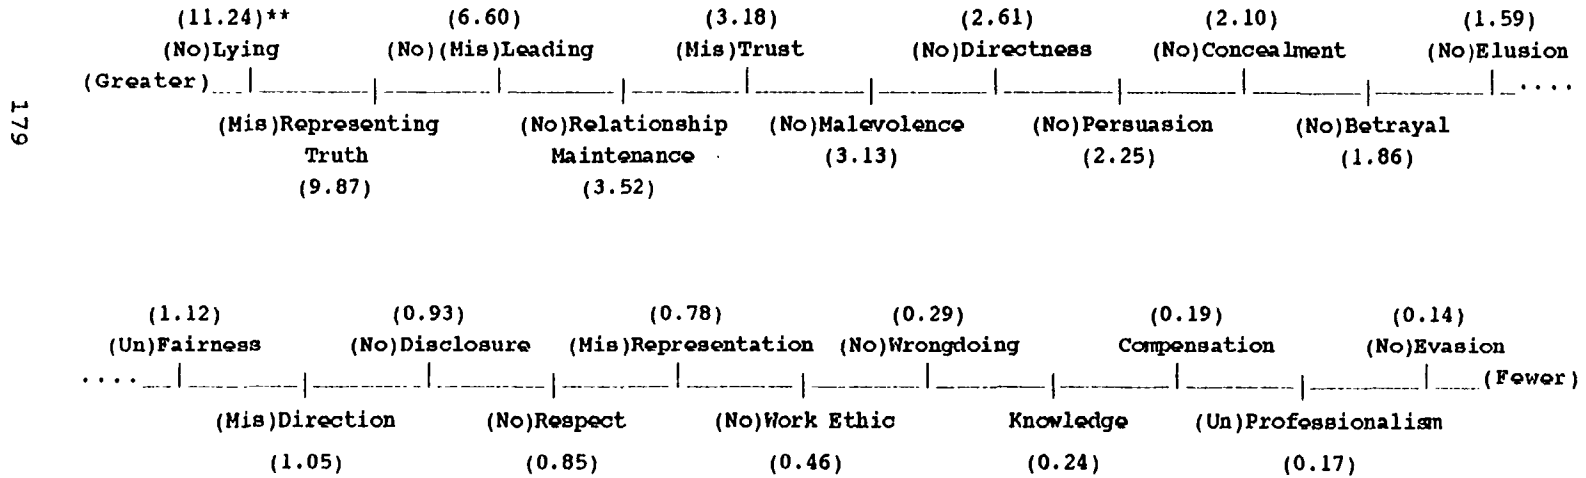 (11.24)** (6.60) (3.18) (2.61) (2.10) (1.59)
(No)Lying (No)(Mis)Leading (Mis)Trust (No)Directness (No)Concealment (No)Elusion
(Greater) ....
(Mis)Representing (No)Relationship (No)Malevolence (No)Persuasion (No)Betrayal
Truth Maintenance (3.13) (2.25) (1.86)
(9.87) (3.52)
179
(1.12) (0.93) (0.78) (0.29) (0.19) (0.14)
(Un)Fairness (No)Disclosure (Mis)Representation (No)Wrongdoing Compensation (No)Evasion
.... (Fewer)
(Mis)Direction (No)Respect (No)Work Ethic Knowledge (Un)Professionalism
(1.05) (0.85) (0.46) (0.24) (0.17)